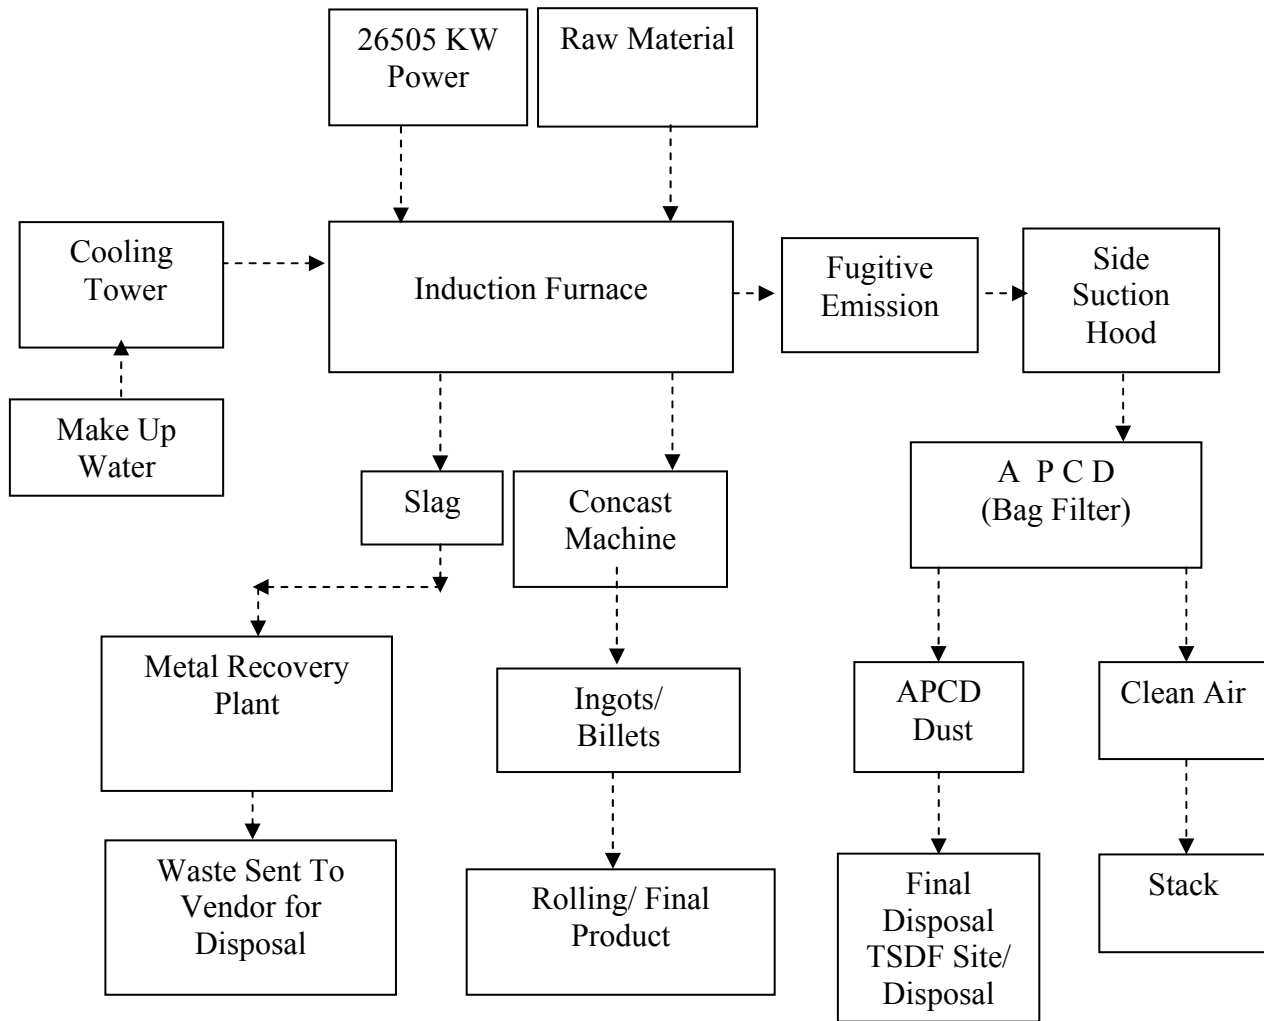 26505 KW
Power
Raw Material
Cooling
Tower
Induction Furnace
Fugitive
Emission
Side
Suction
Hood
Make Up
Water
Slag
Concast
Machine
A P C D
(Bag Filter)
Metal Recovery
Plant
Ingots/
Billets
APCD
Dust
Clean Air
Waste Sent To
Vendor for
Disposal
Rolling/ Final
Product
Final
Disposal
TSDF Site/
Disposal
Stack